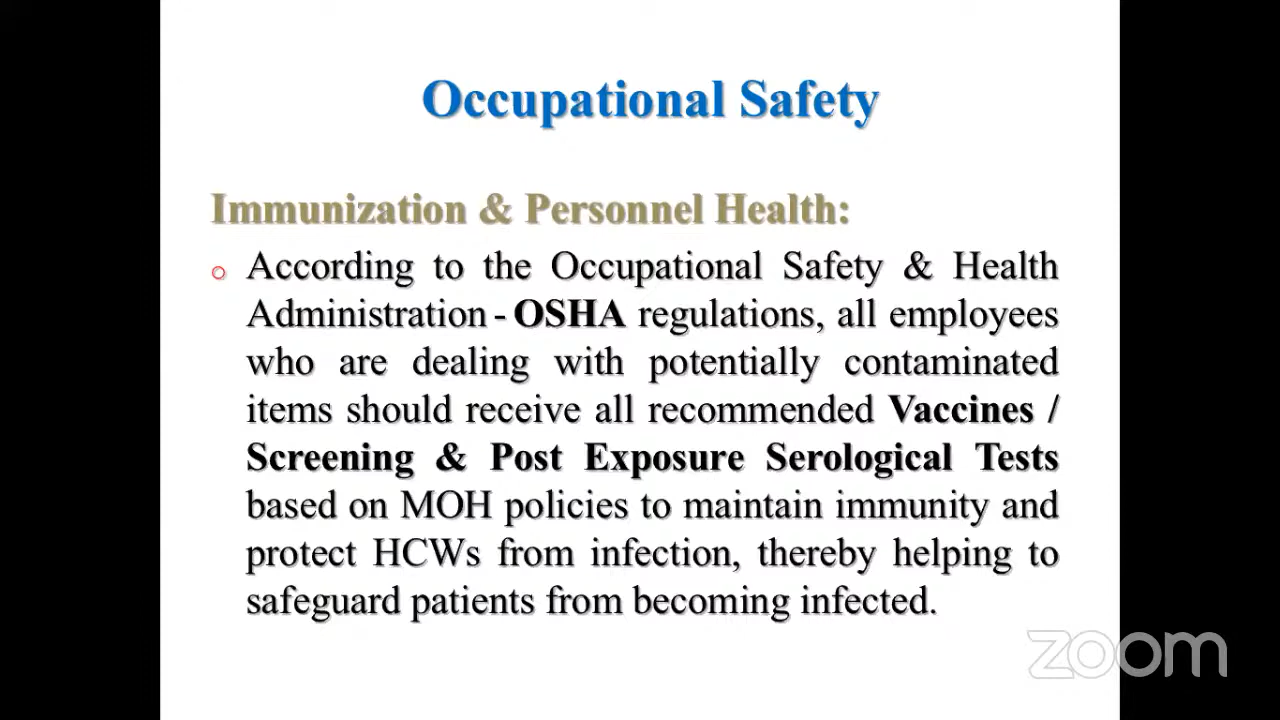 Occupational Safety
Immunization & Personnel Health:
According to the Occupational Safety & Health
Administration - OSHA regulations, all employees
who are dealing with potentially contaminated
items should receive all recommended Vaccines /
Screening & Post Exposure Serological Tests
based on MOH policies to maintain immunity and
protect HCWs from infection, thereby helping to
safeguard patients from becoming infected.
zoom